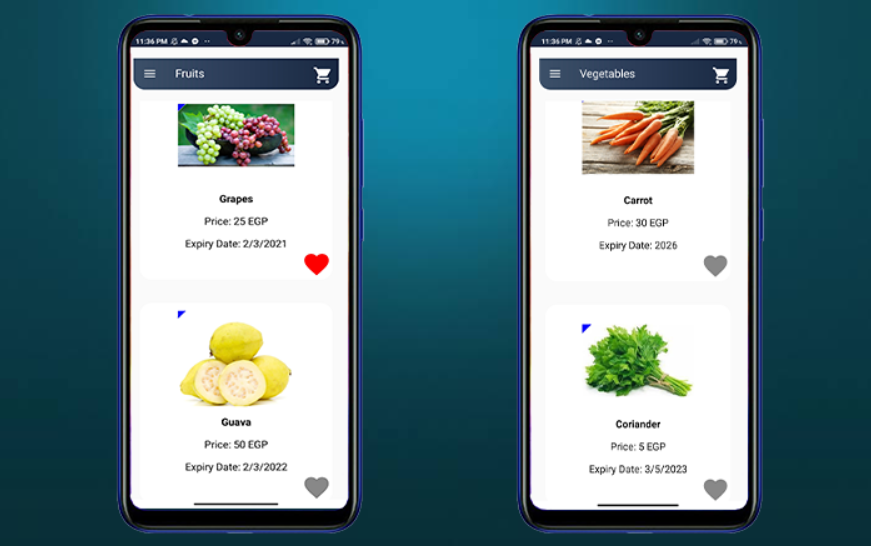 11:36 PM
79
Fruits
Grapes
Price: 25 EGP
Expiry Date: 2/3/2021
Guava
Price: 50 EGP
Expiry Date: 2/3/2022
11:36 PM
79
Vegetables
Carrot
Price: 30 EGP
Expiry Date: 2026
Coriander
Price: 5 EGP
Expiry Date: 3/5/2023